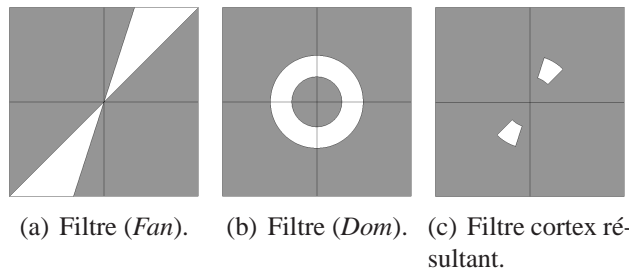 (a) Filtre (Fan).
(b) Filtre (Dom).
(c) Filtre cortex ré-
sultant.